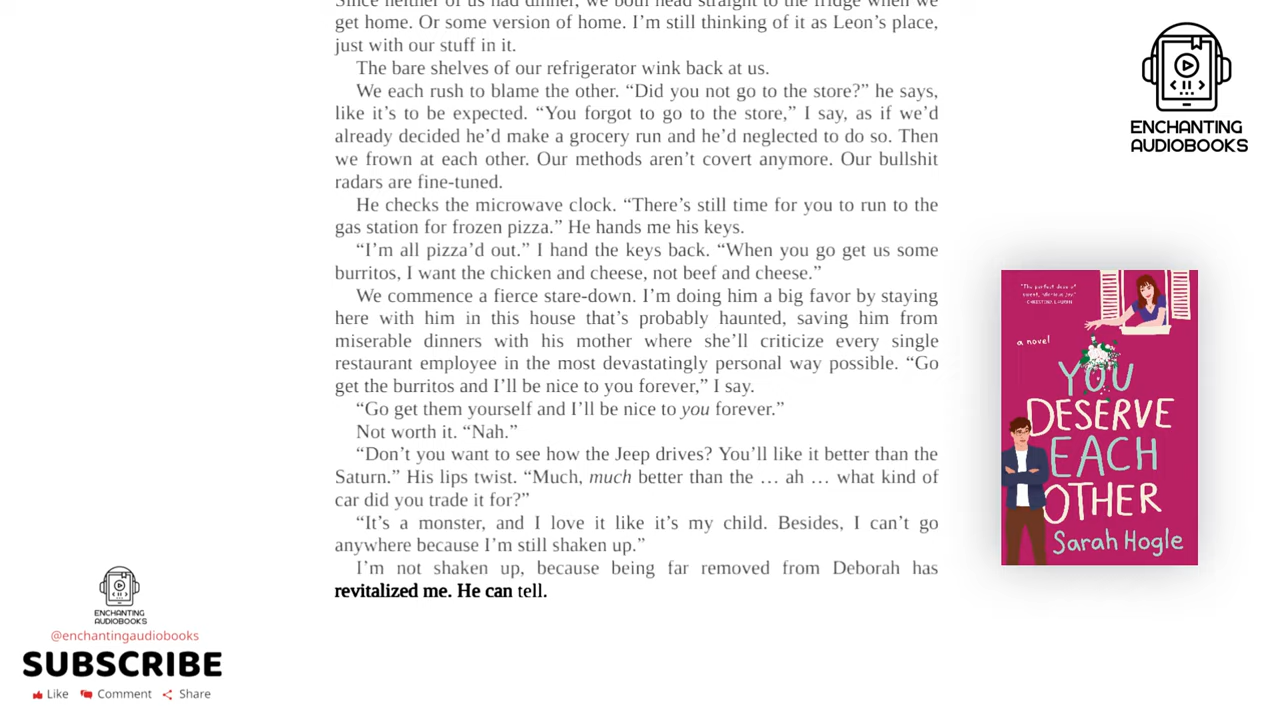 Since neither of us had dinner, we both head straight to the fridge when we
get home. Or some version of home. I’m still thinking of it as Leon’s place,
just with our stuff in it.
The bare shelves of our refrigerator wink back at us.
We each rush to blame the other. “Did you not go to the store?” he says,
like it’s to be expected. “You forgot to go to the store,” I say, as if we’d
already decided he’d make a grocery run and he’d neglected to do so. Then
we frown at each other. Our methods aren’t covert anymore. Our bullshit
radars are fine-tuned.
He checks the microwave clock. “There’s still time for you to run to the
gas station for frozen pizza.” He hands me his keys.
“I’m all pizza’d out.” I hand the keys back. “When you go get us some
burritos, I want the chicken and cheese, not beef and cheese.”
We commence a fierce stare-down. I’m doing him a big favor by staying
here with him in this house that’s probably haunted, saving him from
miserable dinners with his mother where she’ll criticize every single
restaurant employee in the most devastatingly personal way possible. “Go
get the burritos and I’ll be nice to you forever,” I say.
“Go get them yourself and I’ll be nice to you forever.”
Not worth it. “Nah.”
“Don’t you want to see how the Jeep drives? You’ll like it better than the
Saturn.” His lips twist. “Much, much better than the … ah … what kind of
car did you trade it for?”
“It’s a monster, and I love it like it’s my child. Besides, I can’t go
anywhere because I’m still shaken up.”
I’m not shaken up, because being far removed from Deborah has
revitalized me. He can tell.
ENCHANTING
AUDIOBOOKS
a novel
YOU
DESERVE
EACH
OTHER
Sarah Hogle
ENCHANTING
AUDIOBOOKS
@enchantingaudiobooks
SUBSCRIBE
Like Comment Share